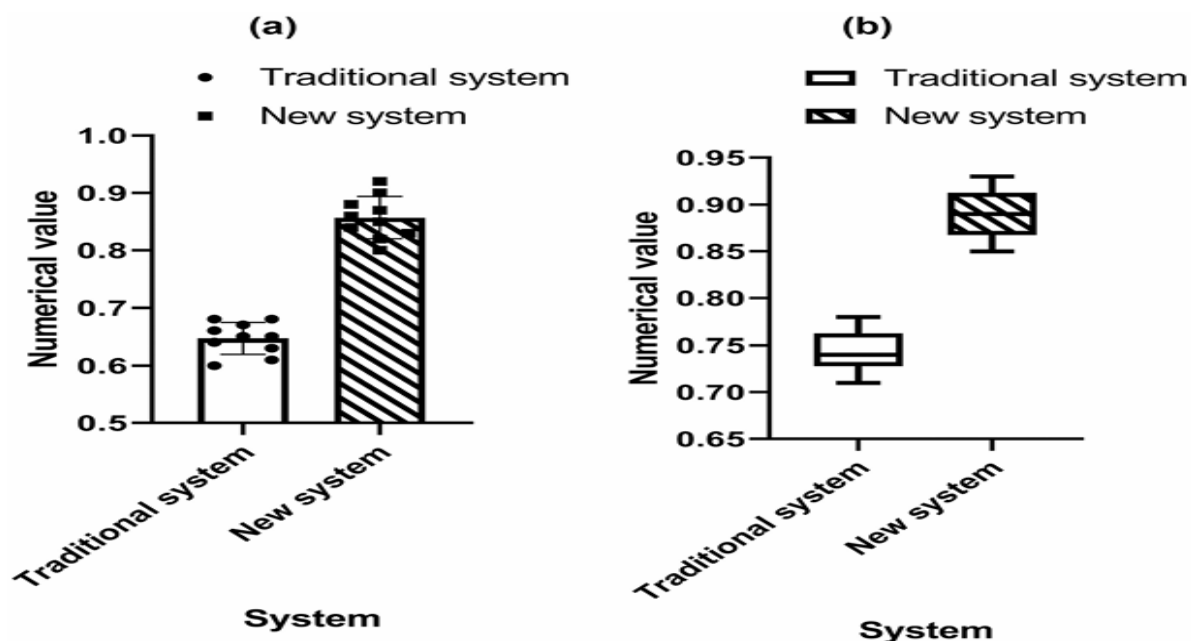 (a)
Traditional system
New system
1.0
0.9
0.8
0.7
0.6
0.5
Numerical value
Traditional system
New system
System
(b)
Traditional system
New system
0.95
0.90
0.85
0.80
0.75
0.70
0.65
Numerical value
Traditional system
New system
System